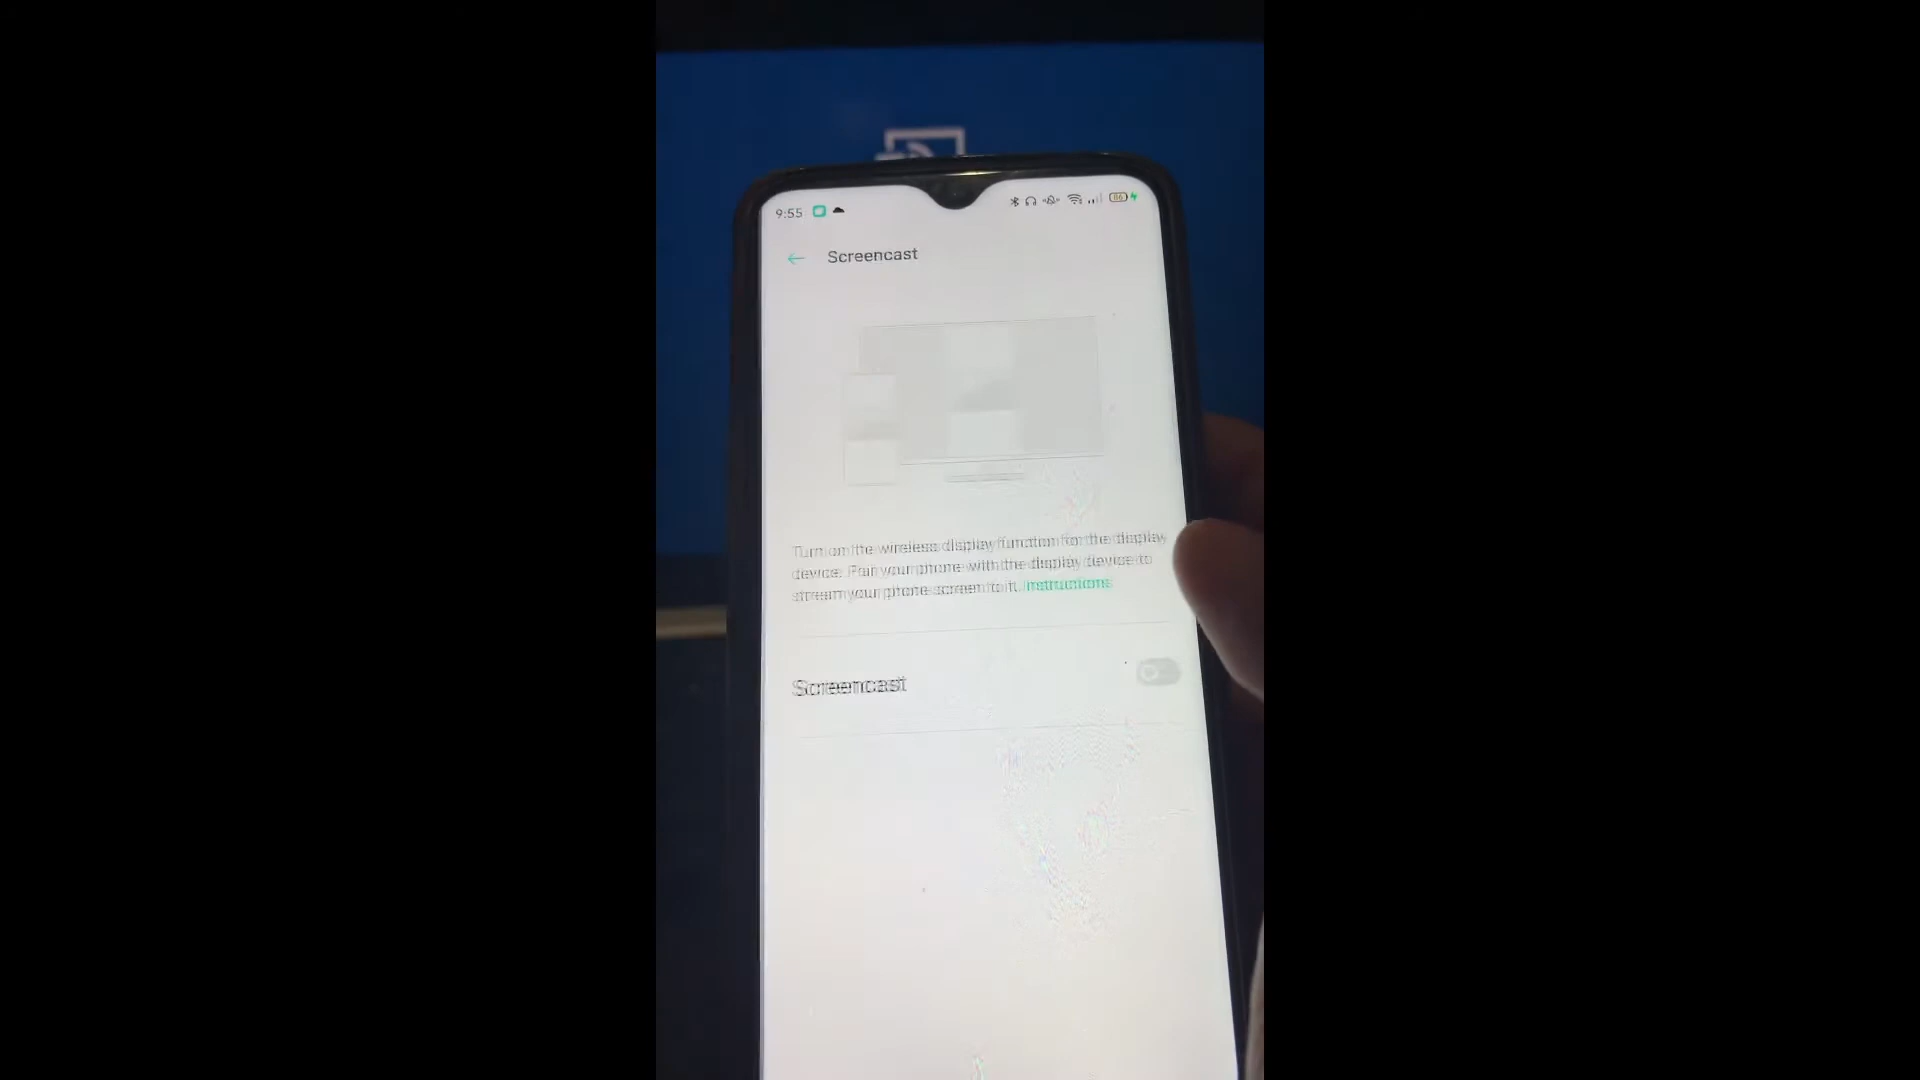 9:55
86
Screencast
Turn on the wireless display function for the display
device. Pair your phone with the display device to
stream your phone screen to it. Instructions
Screencast